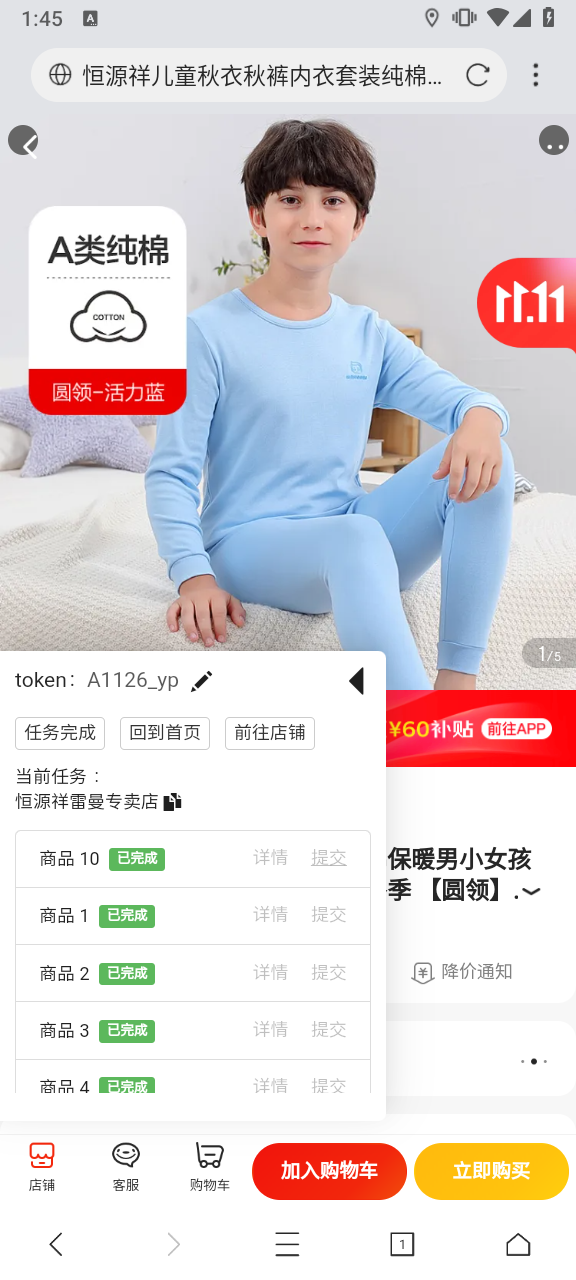 1:45
A
恒源祥儿童秋衣秋裤内衣套装纯棉...
A类纯棉
COTTON
圆领-活力蓝
11.11
1/5
token： A1126_yp
任务完成 回到首页 前往店铺
¥60补贴 前往APP
当前任务：
恒源祥雷曼专卖店
商品 10 已完成 详情 提交
保暖男小女孩
季 【圆领】.
商品 1 已完成 详情 提交
商品 2 已完成 详情 提交
降价通知
商品 3 已完成 详情 提交
商品 4 已完成 详情 提交
店铺 客服 购物车 加入购物车 立即购买
1